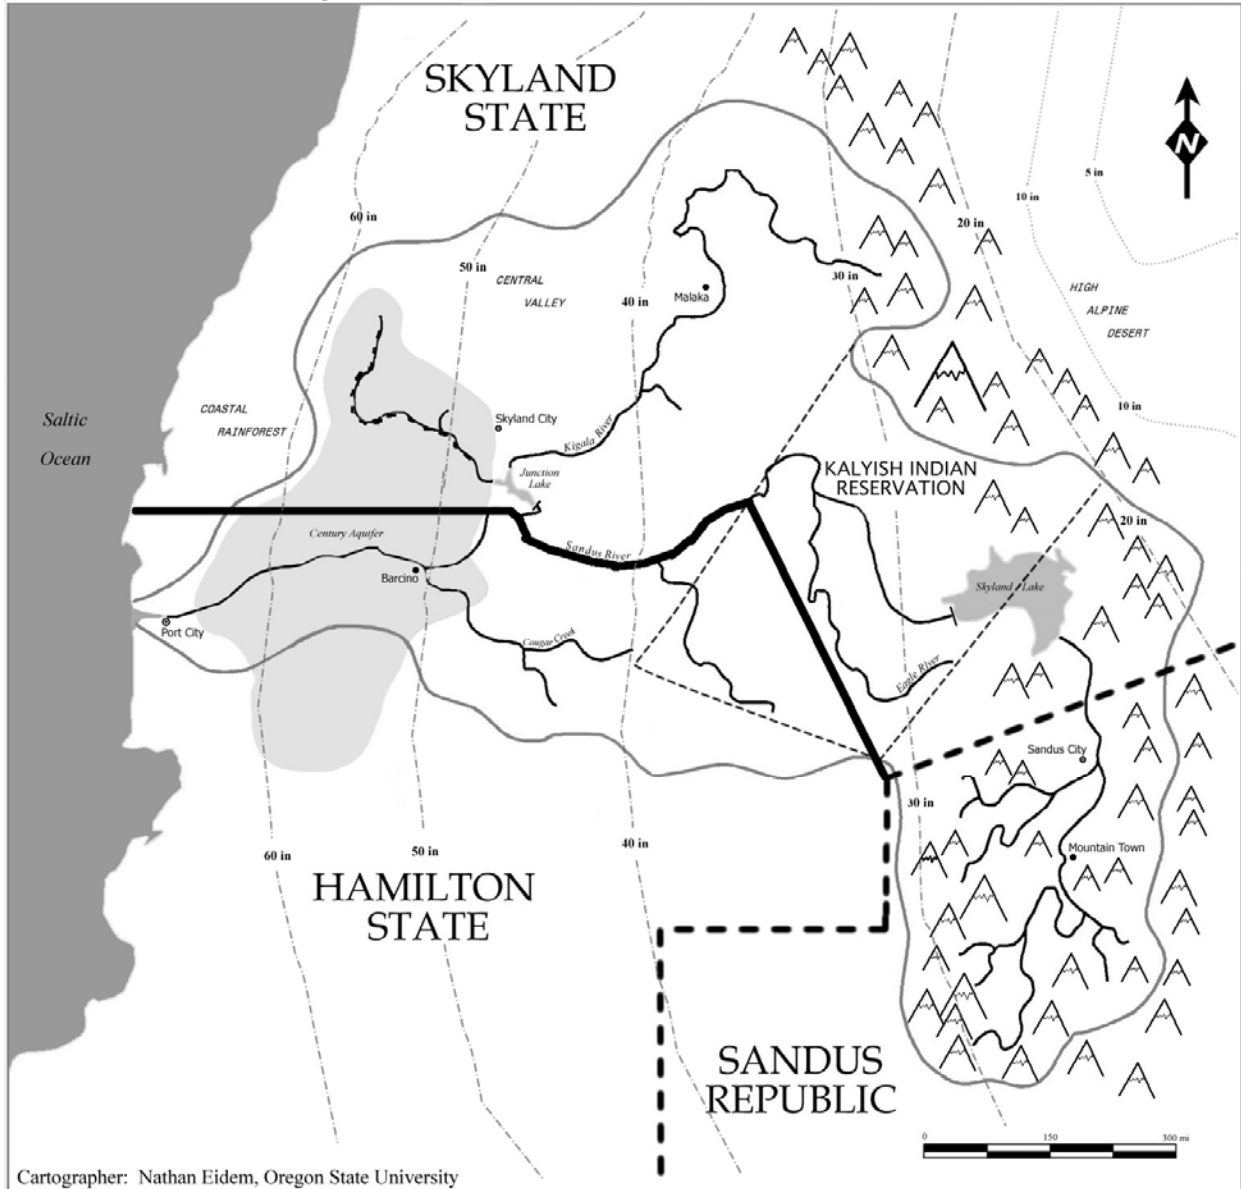 SKYLAND
STATE
N
60 in
50 in
40 in
30 in
20 in
10 in
5 in
CENTRAL
VALLEY
Malaka
HIGH
ALPINE
DESERT
10 in
COASTAL
RAINFOREST
Saltic
Ocean
Skyland City
Kigala River
Junction
Lake
KALYISH INDIAN
RESERVATION
20 in
Century Aquifer
Sandus River
Barcino
Skyland Lake
Port City
Cougar Creek
Eagle River
Sandus City
30 in
Mountain Town
60 in
50 in
40 in
HAMILTON
STATE
SANDUS
REPUBLIC
0 150 300 mi
Cartographer: Nathan Eidem, Oregon State University